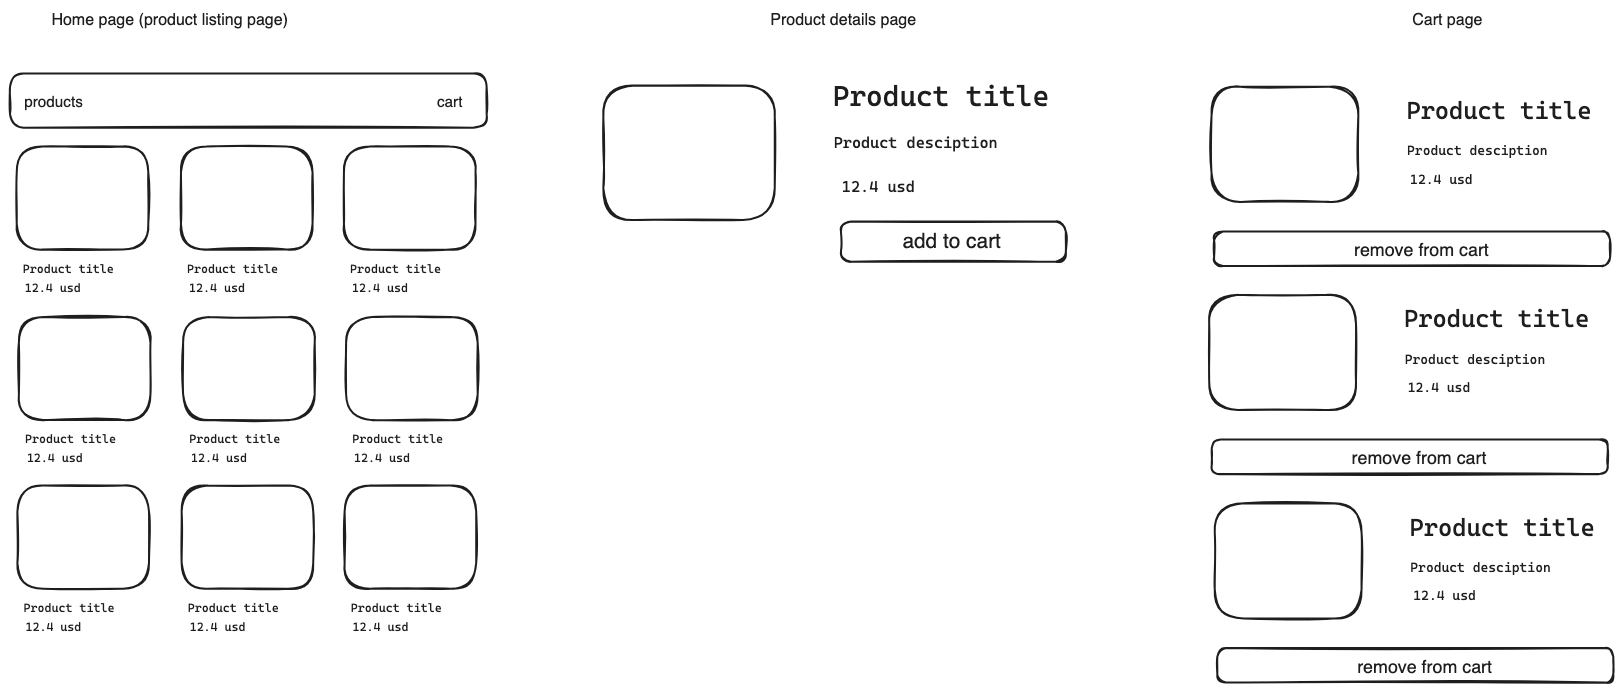 Home page (product listing page)
products
cart
Product title
12.4 usd
Product title
12.4 usd
Product title
12.4 usd
Product title
12.4 usd
Product title
12.4 usd
Product title
12.4 usd
Product title
12.4 usd
Product title
12.4 usd
Product title
12.4 usd
Product details page
Product title
Product desciption
12.4 usd
add to cart
Cart page
Product title
Product desciption
12.4 usd
remove from cart
Product title
Product desciption
12.4 usd
remove from cart
Product title
Product desciption
12.4 usd
remove from cart